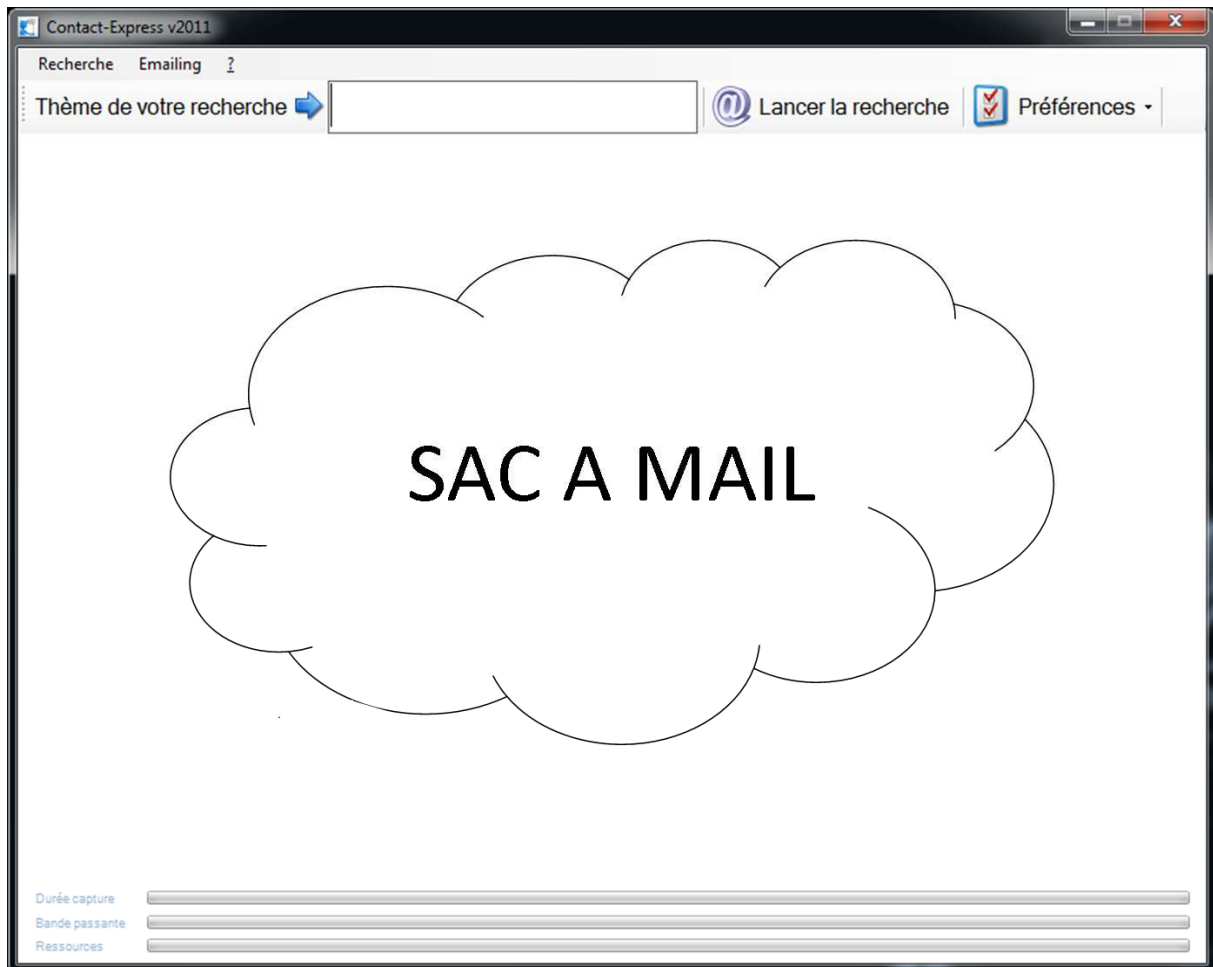 Contact-Express v2011
Recherche Emailing ?
Thème de votre recherche Lancer la recherche Préférences
SAC A MAIL
Durée capture
Bande passante
Ressources